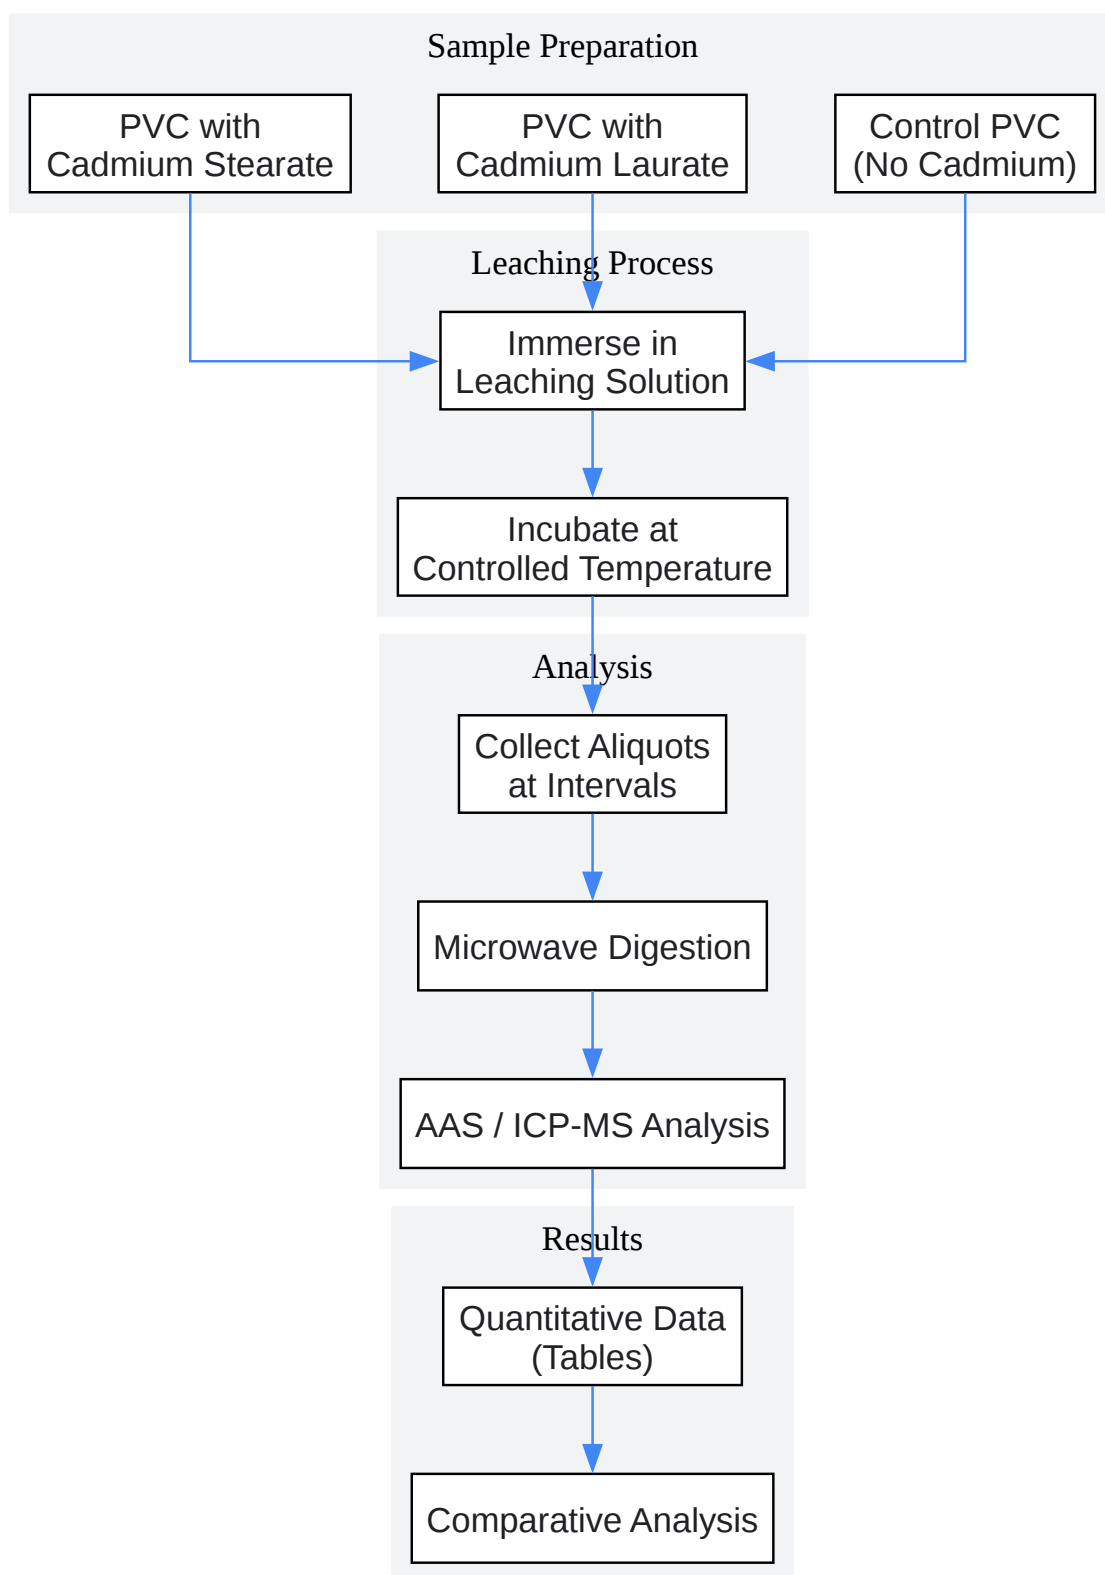 Sample Preparation
PVC with
Cadmium Stearate
PVC with
Cadmium Laurate
Control PVC
(No Cadmium)
Leaching Process
Immerse in
Leaching Solution
Incubate at
Controlled Temperature
Analysis
Collect Aliquots
at Intervals
Microwave Digestion
AAS / ICP-MS Analysis
Results
Quantitative Data
(Tables)
Comparative Analysis